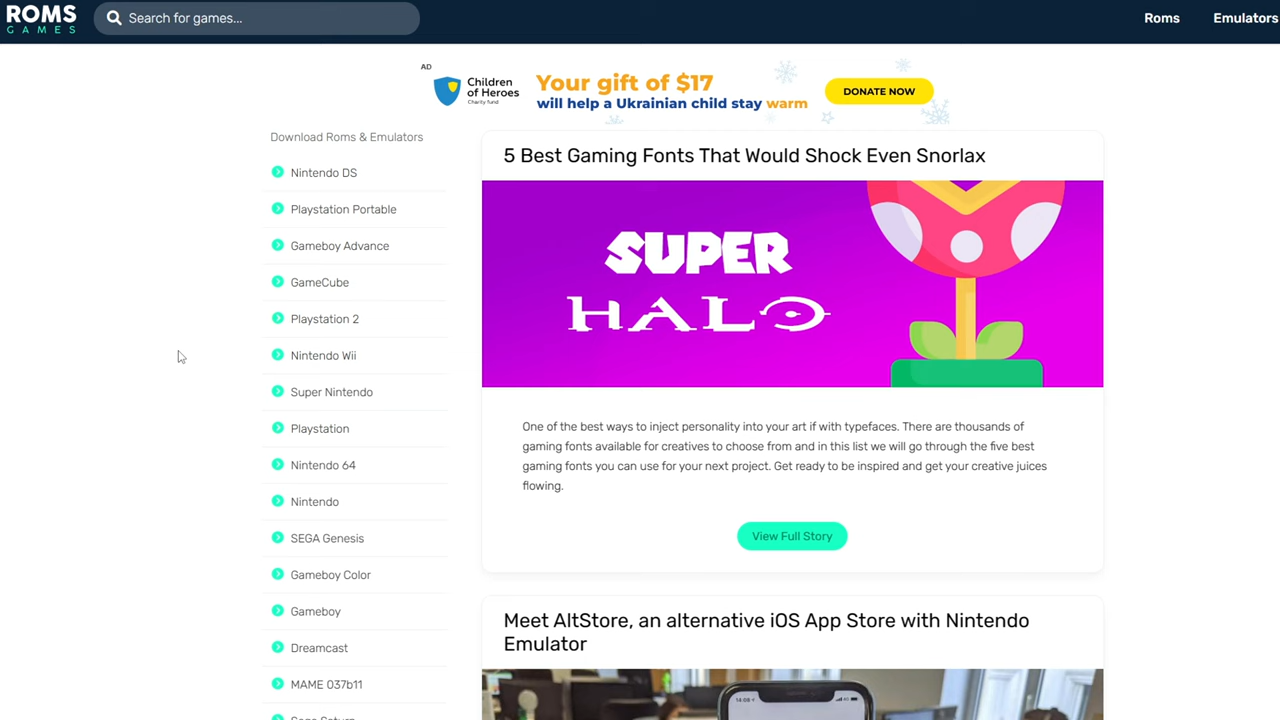 ROMS
GAMES
Search for games...
Roms
Emulators
AD
Children
of Heroes
Charity fund
Your gift of $17
will help a Ukrainian child stay warm
DONATE NOW
Download Roms & Emulators
Nintendo DS
Playstation Portable
Gameboy Advance
GameCube
Playstation 2
Nintendo Wii
Super Nintendo
Playstation
Nintendo 64
Nintendo
SEGA Genesis
Gameboy Color
Gameboy
Dreamcast
MAME 037b11
Sega Saturn
5 Best Gaming Fonts That Would Shock Even Snorlax
SUPER
HALO
One of the best ways to inject personality into your art if with typefaces. There are thousands of
gaming fonts available for creatives to choose from and in this list we will go through the five best
gaming fonts you can use for your next project. Get ready to be inspired and get your creative juices
flowing.
View Full Story
Meet AltStore, an alternative iOS App Store with Nintendo
Emulator
14:08